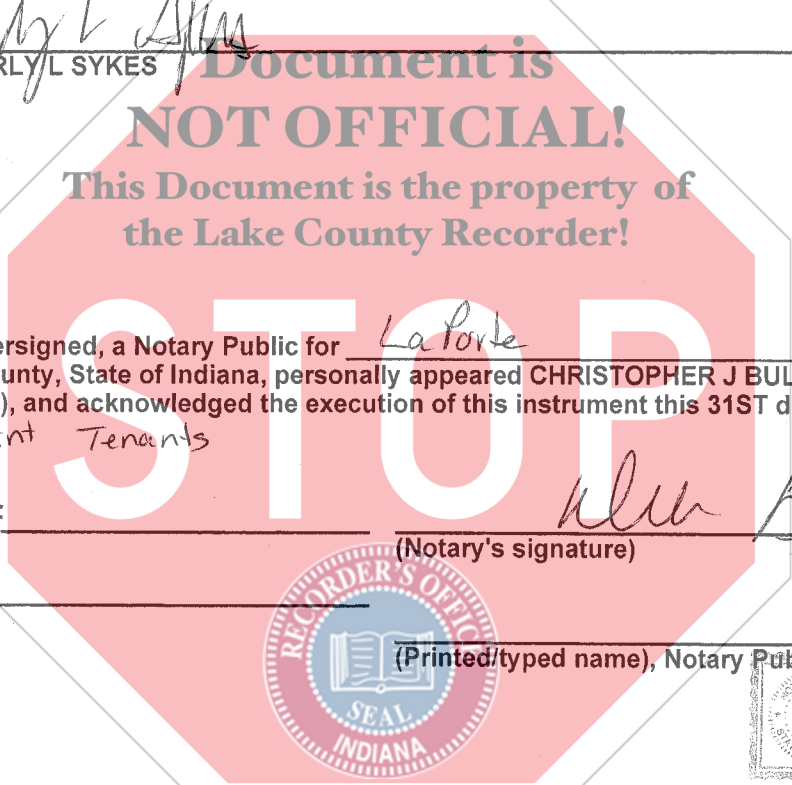 RLY L SYKES
Document is
NOT OFFICIAL!
This Document is the property of
the Lake County Recorder!
STOP
ersigned, a Notary Public for La Porte
unty, State of Indiana, personally appeared CHRISTOPHER J BUL
), and acknowledged the execution of this instrument this 31ST d
nt Tenants
:
(Notary's signature)
(Printed/typed name), Notary Pub
RECORDER'S OFFICE
SEAL
INDIANA